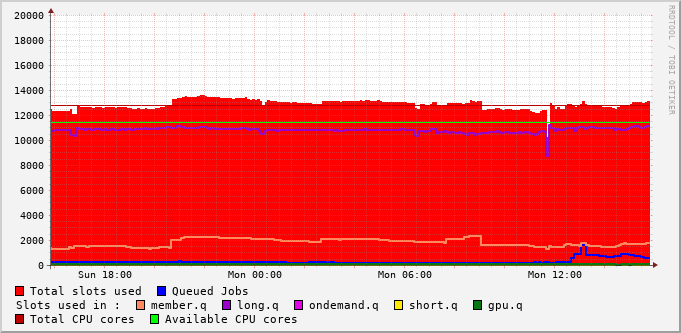 20000
18000
16000
14000
12000
10000
8000
6000
4000
2000
0
Sun 18:00 Mon 00:00 Mon 06:00 Mon 12:00
RRDTOOL / TOBI OETIKER
Total slots used Queued Jobs
Slots used in : member.q long.q ondemand.q short.q gpu.q
Total CPU cores Available CPU cores